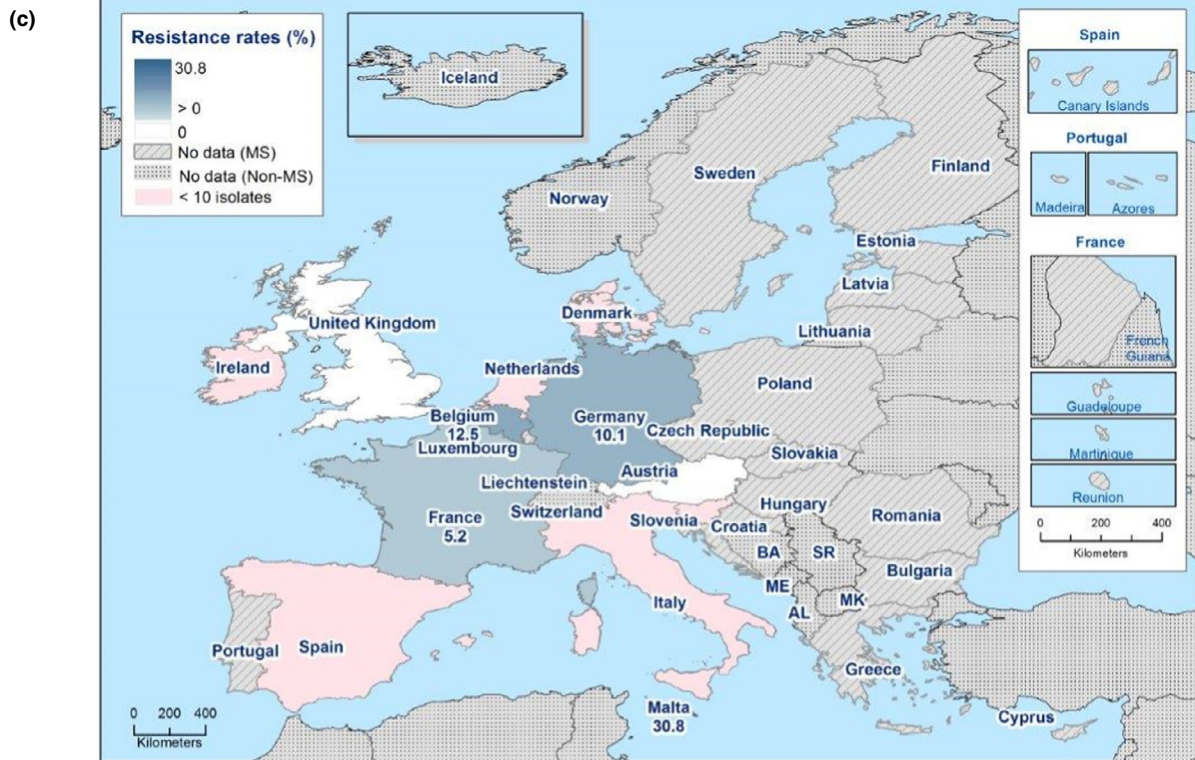 (c)
Resistance rates (%)
30.8
> 0
0
No data (MS)
No data (Non-MS)
< 10 isolates
Iceland
Spain
Canary Islands
Portugal
Madeira
Azores
France
French
Guiana
Guadeloupe
Martinique
Reunion
0 200 400
Kilometers
Norway
Sweden
Finland
Estonia
Latvia
Lithuania
Denmark
United Kingdom
Ireland
Netherlands
Poland
Belgium
12.5
Germany
10.1
Czech Republic
Luxembourg
Slovakia
Austria
Liechtenstein
Hungary
Switzerland
Slovenia
Croatia
Romania
France
5.2
BA
SR
Bulgaria
ME
MK
AL
Italy
Portugal
Spain
Greece
Malta
30.8
Cyprus
0 200 400
Kilometers